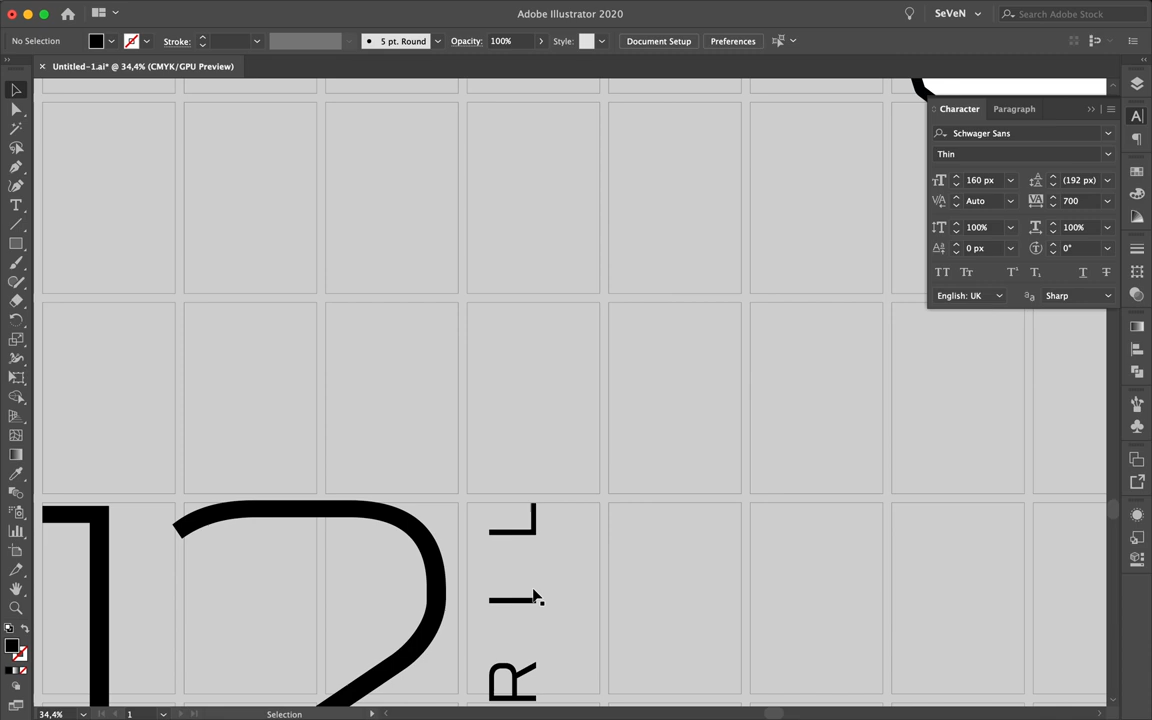 Adobe Illustrator 2020
SeVeN
Search Adobe Stock
No Selection
Stroke:
5 pt. Round
Opacity:
100%
Style:
Document Setup
Preferences
Untitled-1.ai* @ 34,4% (CMYK/GPU Preview)
Character
Paragraph
Schwager Sans
Thin
160 px
(192 px)
Auto
700
100%
100%
0 px
0°
English: UK
Sharp
12
RIL
34,4%
1
Selection